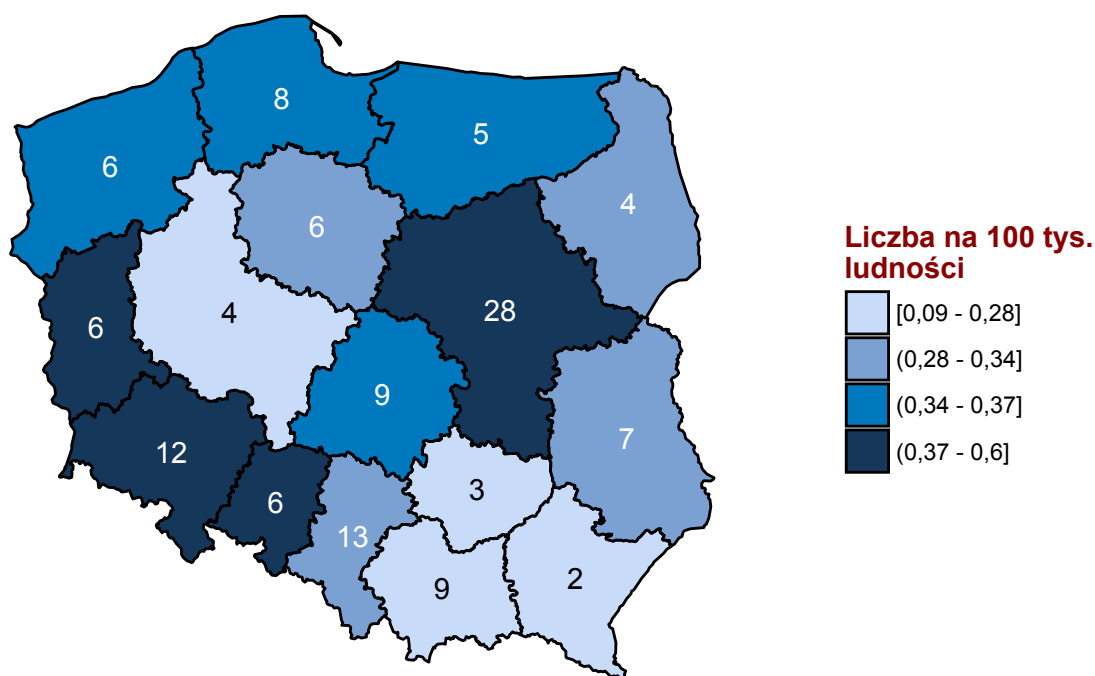 8
5
6
4
6
28
4
6
9
7
12
3
6
13
2
9
Liczba na 100 tys.
ludności
[0,09 - 0,28]
(0,28 - 0,34]
(0,34 - 0,37]
(0,37 - 0,6]